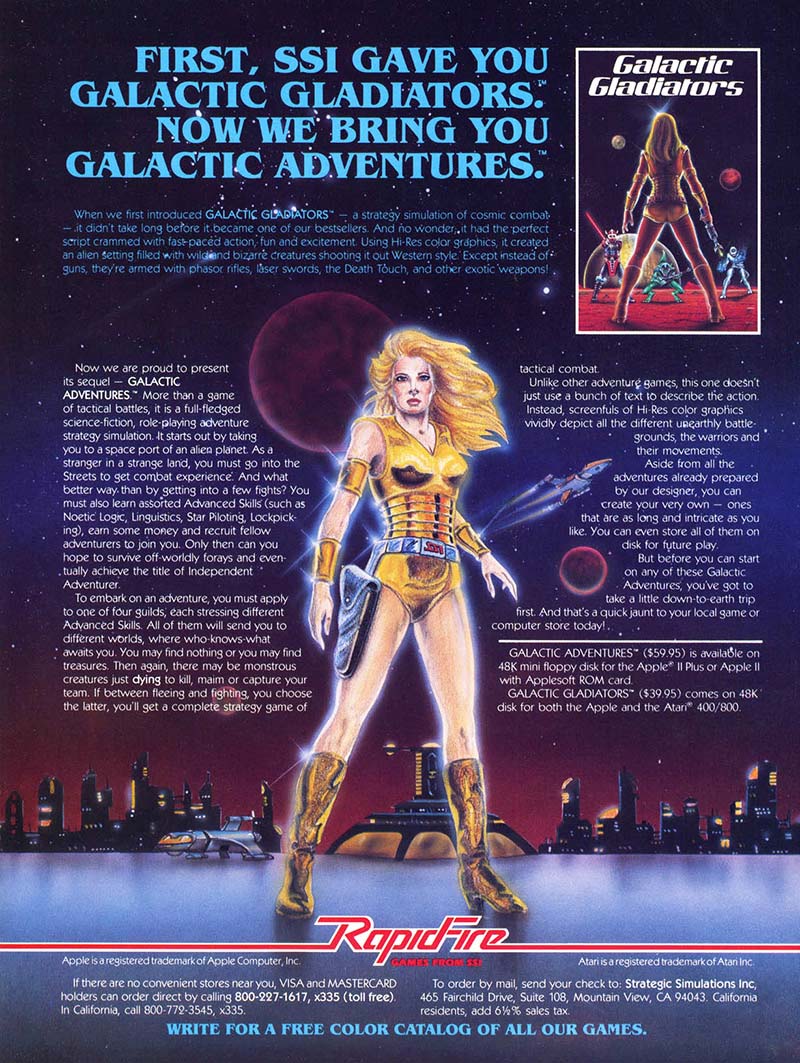 FIRST, SSI GAVE YOU
GALACTIC GLADIATORS.™
NOW WE BRING YOU
GALACTIC ADVENTURES.™
Galactic
Gladiators
When we first introduced GALACTIC GLADIATORS™ — a strategy simulation of cosmic combat
— it didn't take long before it became one of our bestsellers. And no wonder, it had the perfect
script crammed with fast-paced action, fun and excitement. Using Hi-Res color graphics, it created
an alien setting filled with wild and bizarre creatures shooting it out Western style. Except instead of
guns, they're armed with phasor rifles, laser swords, the Death Touch, and other exotic weapons!
Now we are proud to present
its sequel — GALACTIC
ADVENTURES.™ More than a game
of tactical battles, it is a full-fledged
science-fiction, role-playing adventure
strategy simulation. It starts out by taking
you to a space port of an alien planet. As a
stranger in a strange land, you must go into the
Streets to get combat experience. And what
better way than by getting into a few fights? You
must also learn assorted Advanced Skills (such as
Noetic Logic, Linguistics, Star Piloting, Lockpick-
ing), earn some money and recruit fellow
adventurers to join you. Only then can you
hope to survive off-worldly forays and even-
tually achieve the title of Independent
Adventurer.
To embark on an adventure, you must apply
to one of four guilds, each stressing different
Advanced Skills. All of them will send you to
different worlds, where who-knows-what
awaits you. You may find nothing or you may find
treasures. Then again, there may be monstrous
creatures just dying to kill, maim or capture your
team. If between fleeing and fighting, you choose
the latter, you'll get a complete strategy game of
tactical combat.
Unlike other adventure games, this one doesn't
just use a bunch of text to describe the action.
Instead, screenfuls of Hi-Res color graphics
vividly depict all the different unearthly battle-
grounds, the warriors and
their movements.
Aside from all the
adventures already prepared
by our designer, you can
create your very own — ones
that are as long and intricate as you
like. You can even store all of them on
disk for future play.
But before you can start
on any of these Galactic
Adventures, you've got to
take a little down-to-earth trip
first. And that's a quick jaunt to your local game or
computer store today!
GALACTIC ADVENTURES™ ($59.95) is available on
48K mini floppy disk for the Apple® II Plus or Apple II
with Applesoft ROM card.
GALACTIC GLADIATORS™ ($39.95) comes on 48K
disk for both the Apple and the Atari® 400/800.
SSI
RapidFire
GAMES FROM SSI
Apple is a registered trademark of Apple Computer, Inc.
Atari is a registered trademark of Atari Inc.
If there are no convenient stores near you, VISA and MASTERCARD
holders can order direct by calling 800-227-1617, x335 (toll free).
In California, call 800-772-3545, x335.
To order by mail, send your check to: Strategic Simulations Inc,
465 Fairchild Drive, Suite 108, Mountain View, CA 94043. California
residents, add 6½% sales tax.
WRITE FOR A FREE COLOR CATALOG OF ALL OUR GAMES.